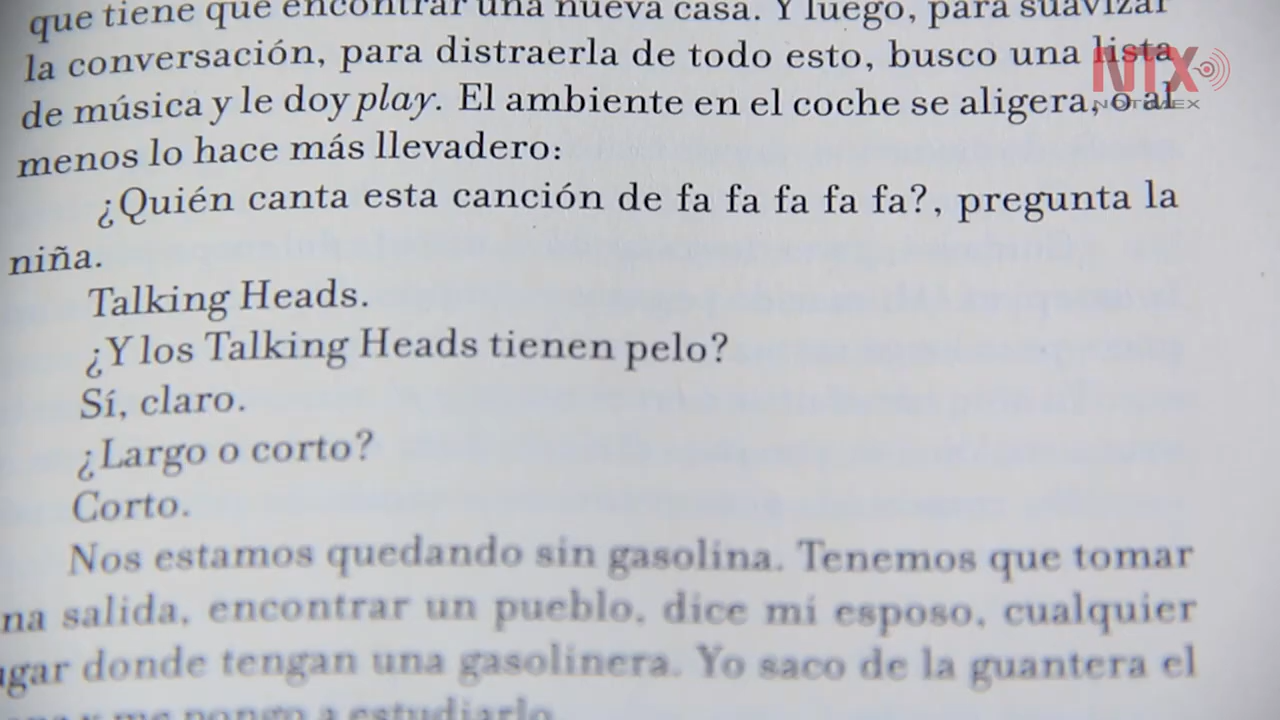 que tiene que encontrar una nueva casa. Y luego, para suavizar
la conversación, para distraerla de todo esto, busco una lista
de música y le doy play. El ambiente en el coche se aligera, o al
menos lo hace más llevadero:
¿Quién canta esta canción de fa fa fa fa fa?, pregunta la
niña.
Talking Heads.
¿Y los Talking Heads tienen pelo?
Sí, claro.
¿Largo o corto?
Corto.
Nos estamos quedando sin gasolina. Tenemos que tomar
na salida, encontrar un pueblo, dice mi esposo, cualquier
ugar donde tengan una gasolinera. Yo saco de la guantera el
y me pongo a estudiarlo
NTX
NOTIMEX